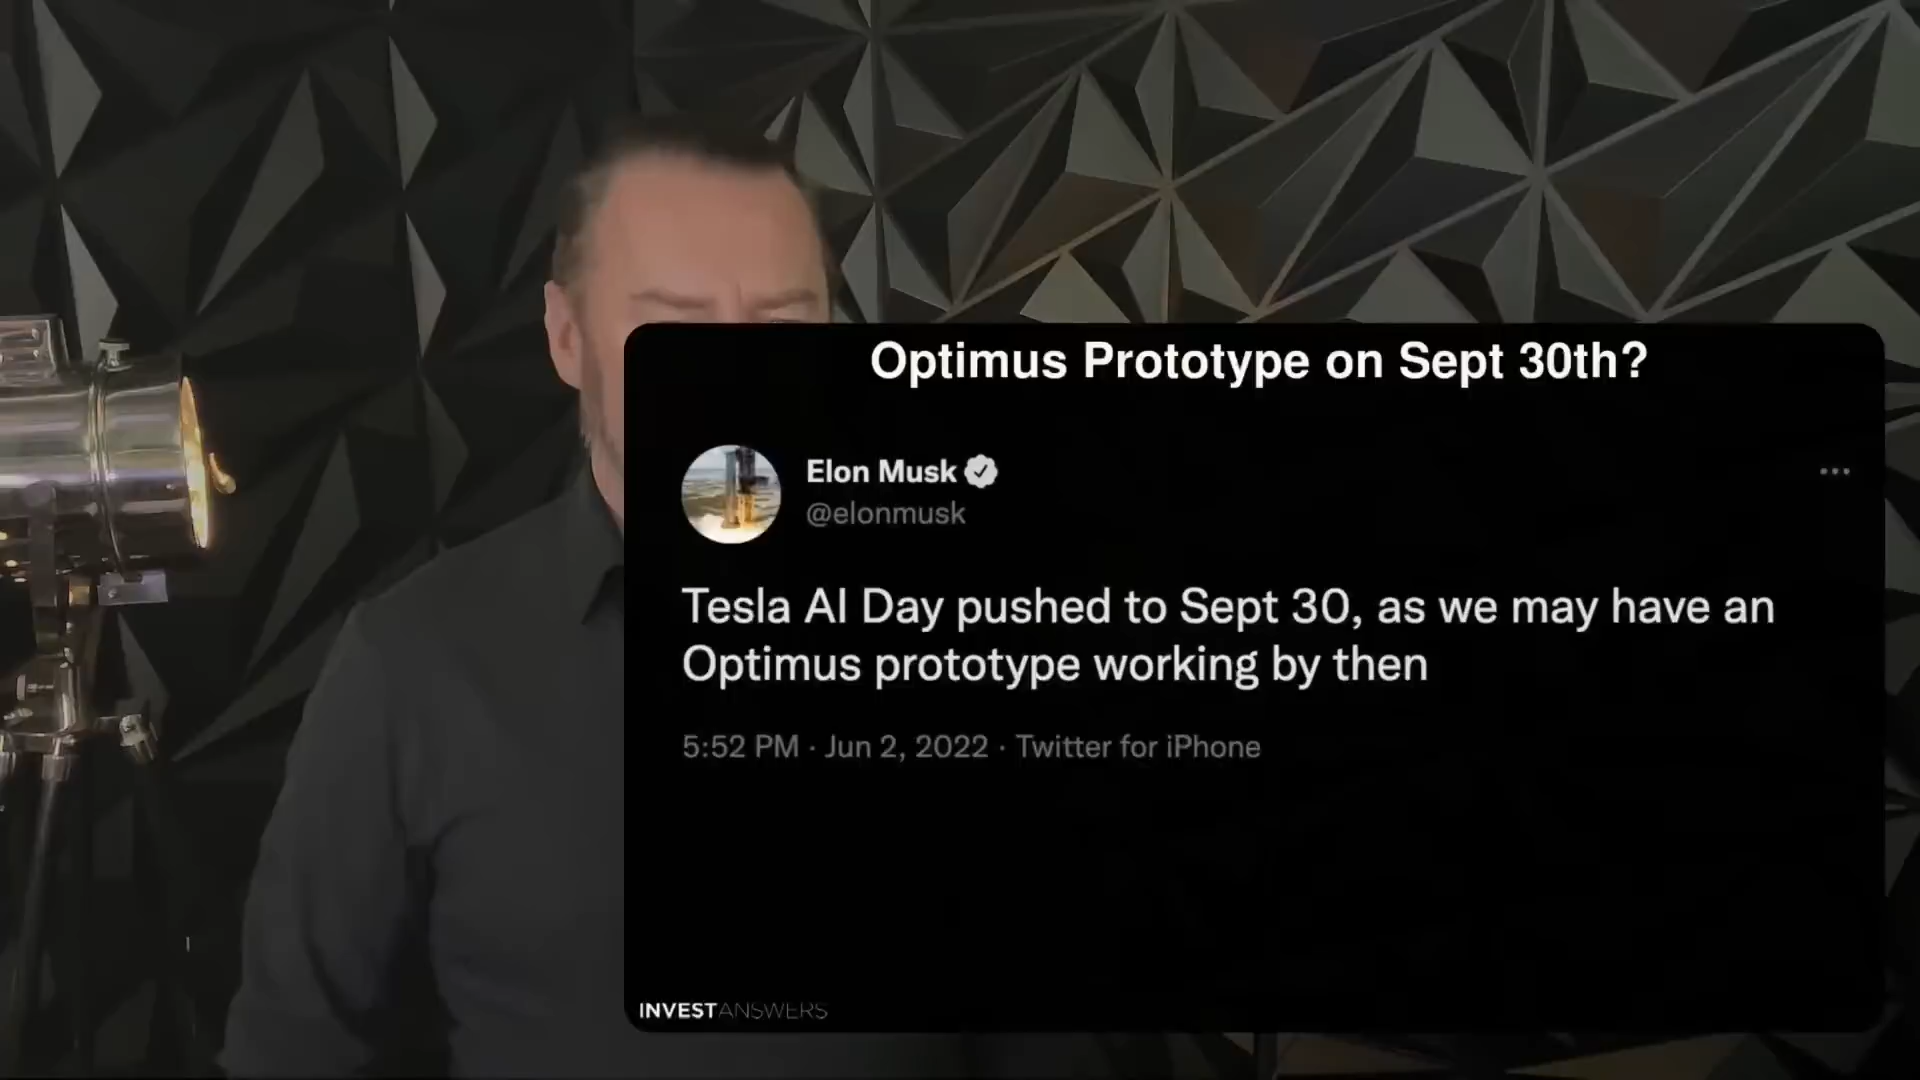 Optimus Prototype on Sept 30th?
Elon Musk
@elonmusk
Tesla AI Day pushed to Sept 30, as we may have an
Optimus prototype working by then
5:52 PM · Jun 2, 2022 · Twitter for iPhone
INVESTANSWERS